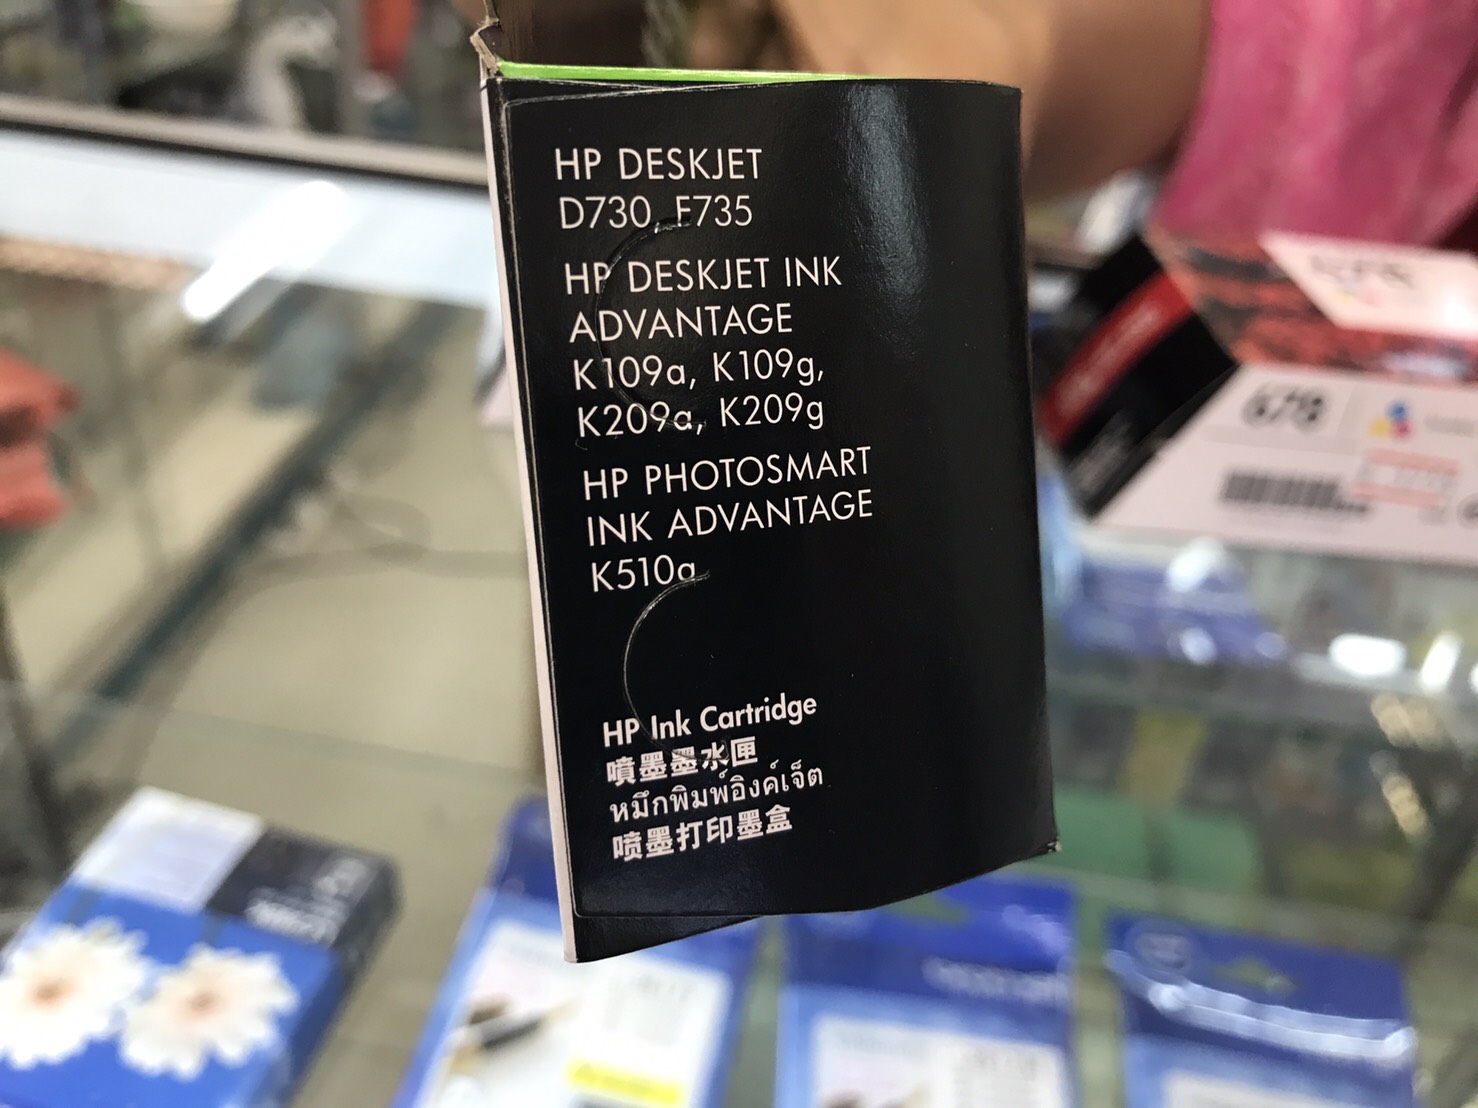 HP DESKJET
D730, F735
HP DESKJET INK
ADVANTAGE
K109a, K109g,
K209a, K209g
HP PHOTOSMART
INK ADVANTAGE
K510a
HP Ink Cartridge
噴墨墨水匣
หมึกพิมพ์อิงค์เจ็ต
喷墨打印墨盒
678